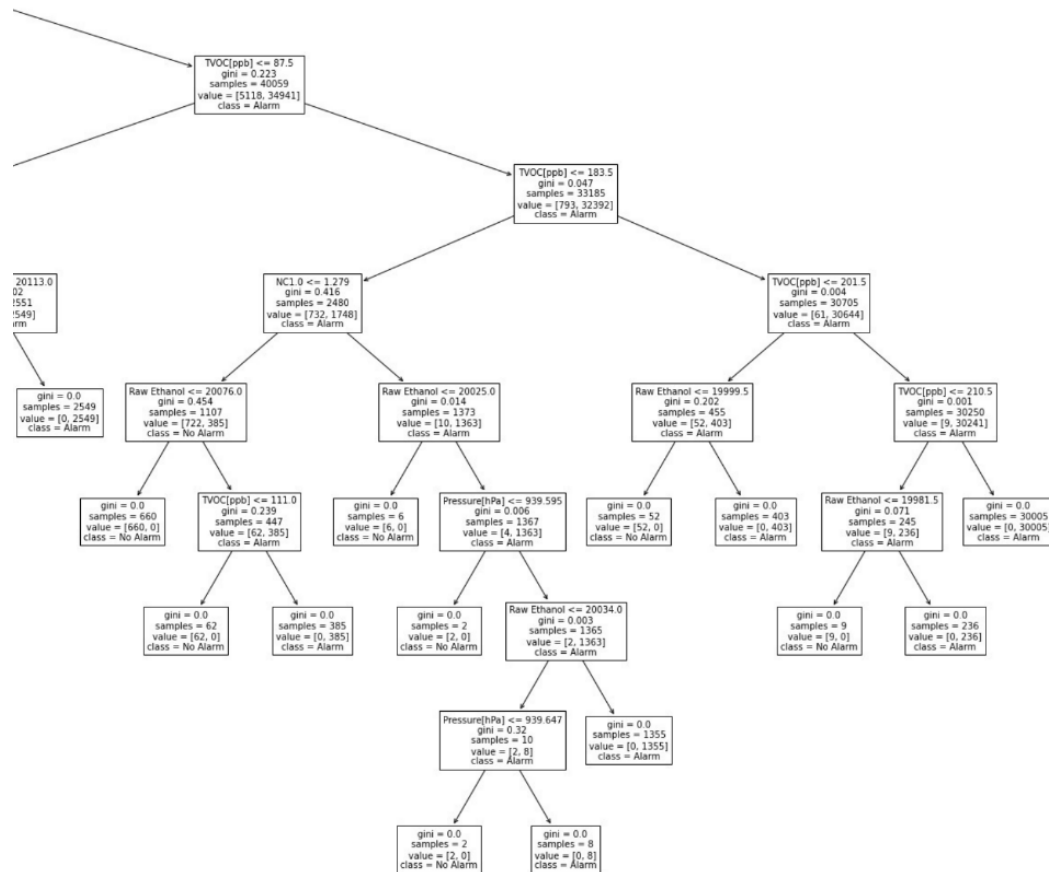 TVOC[ppb] <= 87.5
gini = 0.223
samples = 40059
value = [5118, 34941]
class = Alarm
TVOC[ppb] <= 183.5
gini = 0.047
samples = 33185
value = [793, 32392]
class = Alarm
20113.0
02
2551
2549]
arm
NC1.0 <= 1.279
gini = 0.416
samples = 2480
value = [732, 1748]
class = Alarm
TVOC[ppb] <= 201.5
gini = 0.004
samples = 30705
value = [61, 30644]
class = Alarm
gini = 0.0
samples = 2549
value = [0, 2549]
class = Alarm
Raw Ethanol <= 20076.0
gini = 0.454
samples = 1107
value = [722, 385]
class = No Alarm
Raw Ethanol <= 20025.0
gini = 0.014
samples = 1373
value = [10, 1363]
class = Alarm
Raw Ethanol <= 19999.5
gini = 0.202
samples = 455
value = [52, 403]
class = Alarm
TVOC[ppb] <= 210.5
gini = 0.001
samples = 30250
value = [9, 30241]
class = Alarm
gini = 0.0
samples = 660
value = [660, 0]
class = No Alarm
TVOC[ppb] <= 111.0
gini = 0.239
samples = 447
value = [62, 385]
class = Alarm
gini = 0.0
samples = 6
value = [6, 0]
class = No Alarm
Pressure[hPa] <= 939.595
gini = 0.006
samples = 1367
value = [4, 1363]
class = Alarm
gini = 0.0
samples = 52
value = [52, 0]
class = No Alarm
gini = 0.0
samples = 403
value = [0, 403]
class = Alarm
Raw Ethanol <= 19981.5
gini = 0.071
samples = 245
value = [9, 236]
class = Alarm
gini = 0.0
samples = 30005
value = [0, 30005]
class = Alarm
gini = 0.0
samples = 62
value = [62, 0]
class = No Alarm
gini = 0.0
samples = 385
value = [0, 385]
class = Alarm
gini = 0.0
samples = 2
value = [2, 0]
class = No Alarm
Raw Ethanol <= 20034.0
gini = 0.003
samples = 1365
value = [2, 1363]
class = Alarm
gini = 0.0
samples = 9
value = [9, 0]
class = No Alarm
gini = 0.0
samples = 236
value = [0, 236]
class = Alarm
Pressure[hPa] <= 939.647
gini = 0.32
samples = 10
value = [2, 8]
class = Alarm
gini = 0.0
samples = 1355
value = [0, 1355]
class = Alarm
gini = 0.0
samples = 2
value = [2, 0]
class = No Alarm
gini = 0.0
samples = 8
value = [0, 8]
class = Alarm